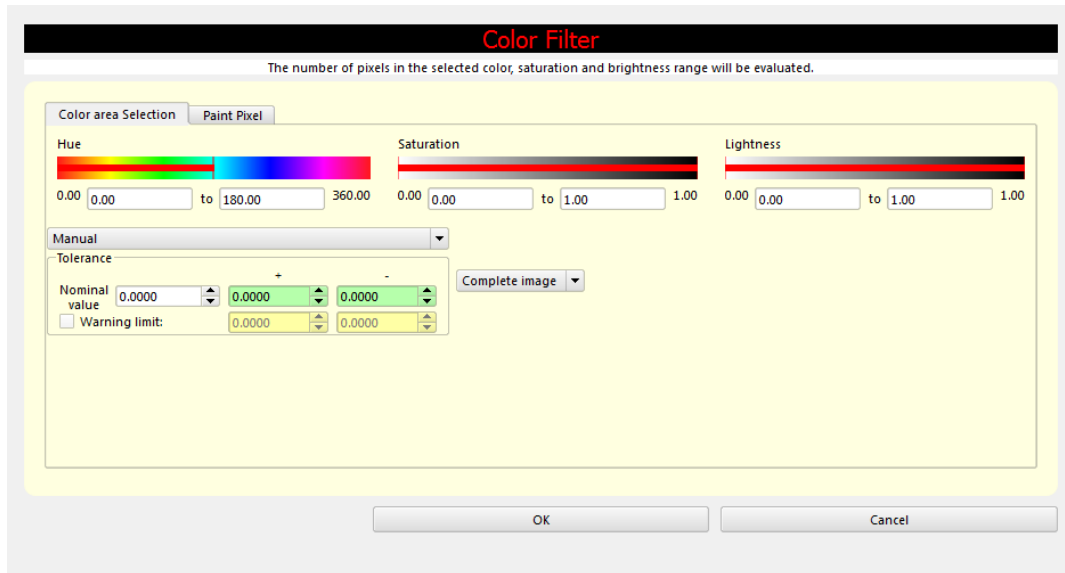 Color Filter
The number of pixels in the selected color, saturation and brightness range will be evaluated.
Color area Selection Paint Pixel
Hue Saturation Lightness
0.00 0.00 to 180.00 360.00 0.00 0.00 to 1.00 1.00 0.00 0.00 to 1.00 1.00
Manual
Tolerance
+ -
Complete image
Nominal value 0.0000 0.0000 0.0000
Warning limit: 0.0000 0.0000
OK Cancel